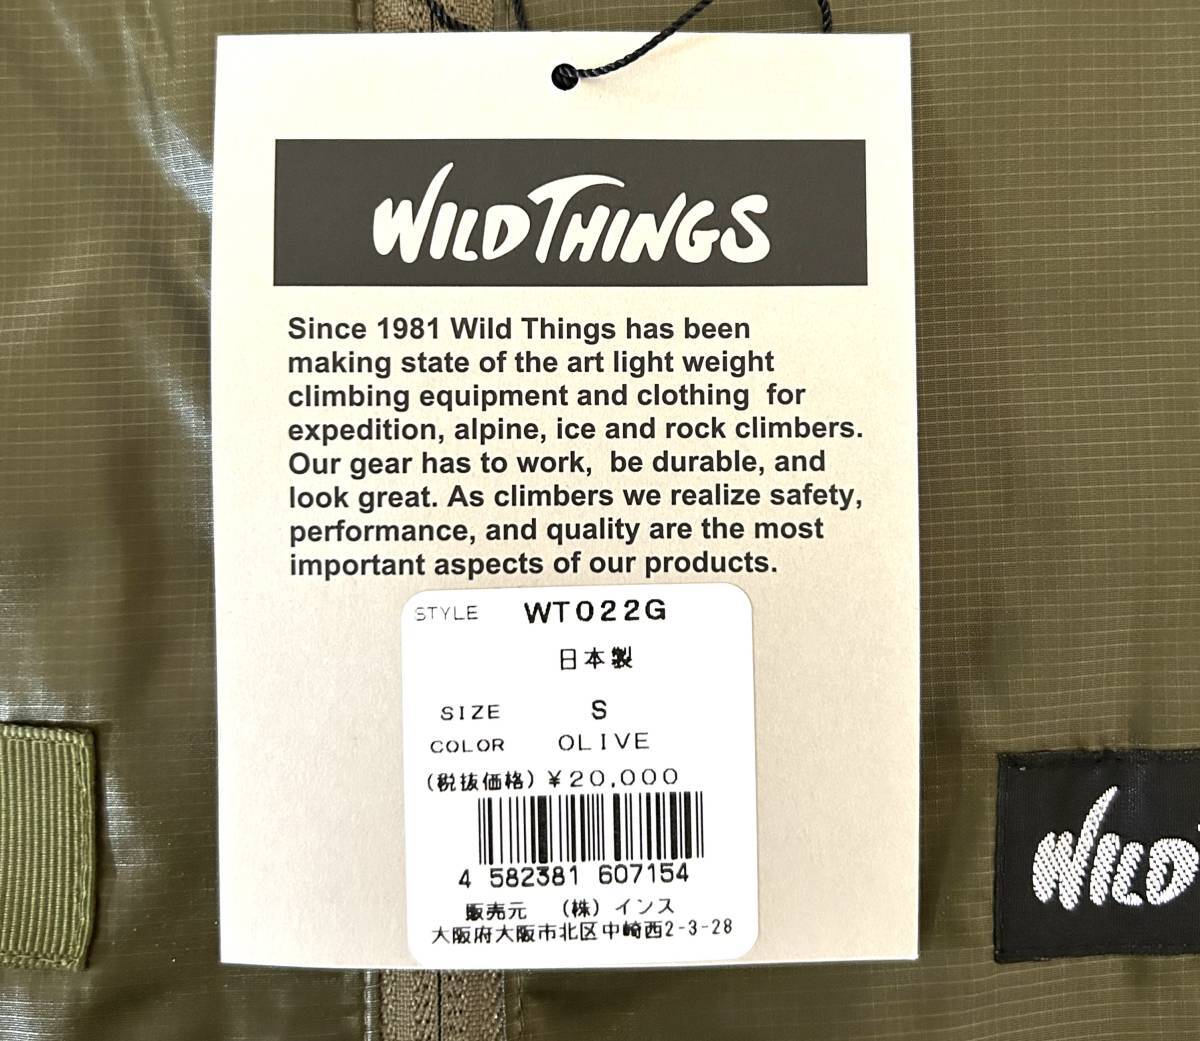 WILD THINGS
Since 1981 Wild Things has been
making state of the art light weight
climbing equipment and clothing for
expedition, alpine, ice and rock climbers.
Our gear has to work, be durable, and
look great. As climbers we realize safety,
performance, and quality are the most
important aspects of our products.
STYLE WT022G
日本製
SIZE S
COLOR OLIVE
(税抜価格) ¥20,000
4 582381 607154
販売元 (株) インス
大阪府大阪市北区中崎西2-3-28
WILD